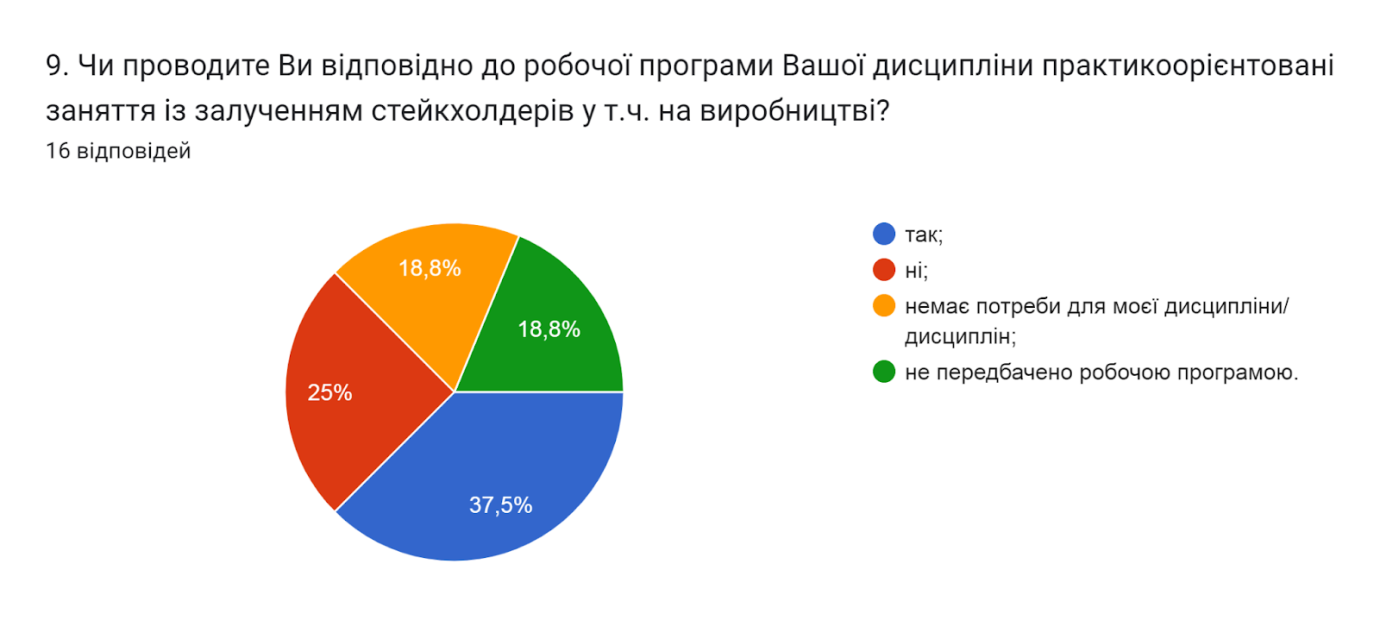 9. Чи проводите Ви відповідно до робочої програми Вашої дисципліни практикоорієнтовані
заняття із залученням стейкхолдерів у т.ч. на виробництві?
16 відповідей
18,8%
18,8%
25%
37,5%
так;
ні;
немає потреби для моєї дисципліни/
дисциплін;
не передбачено робочою програмою.